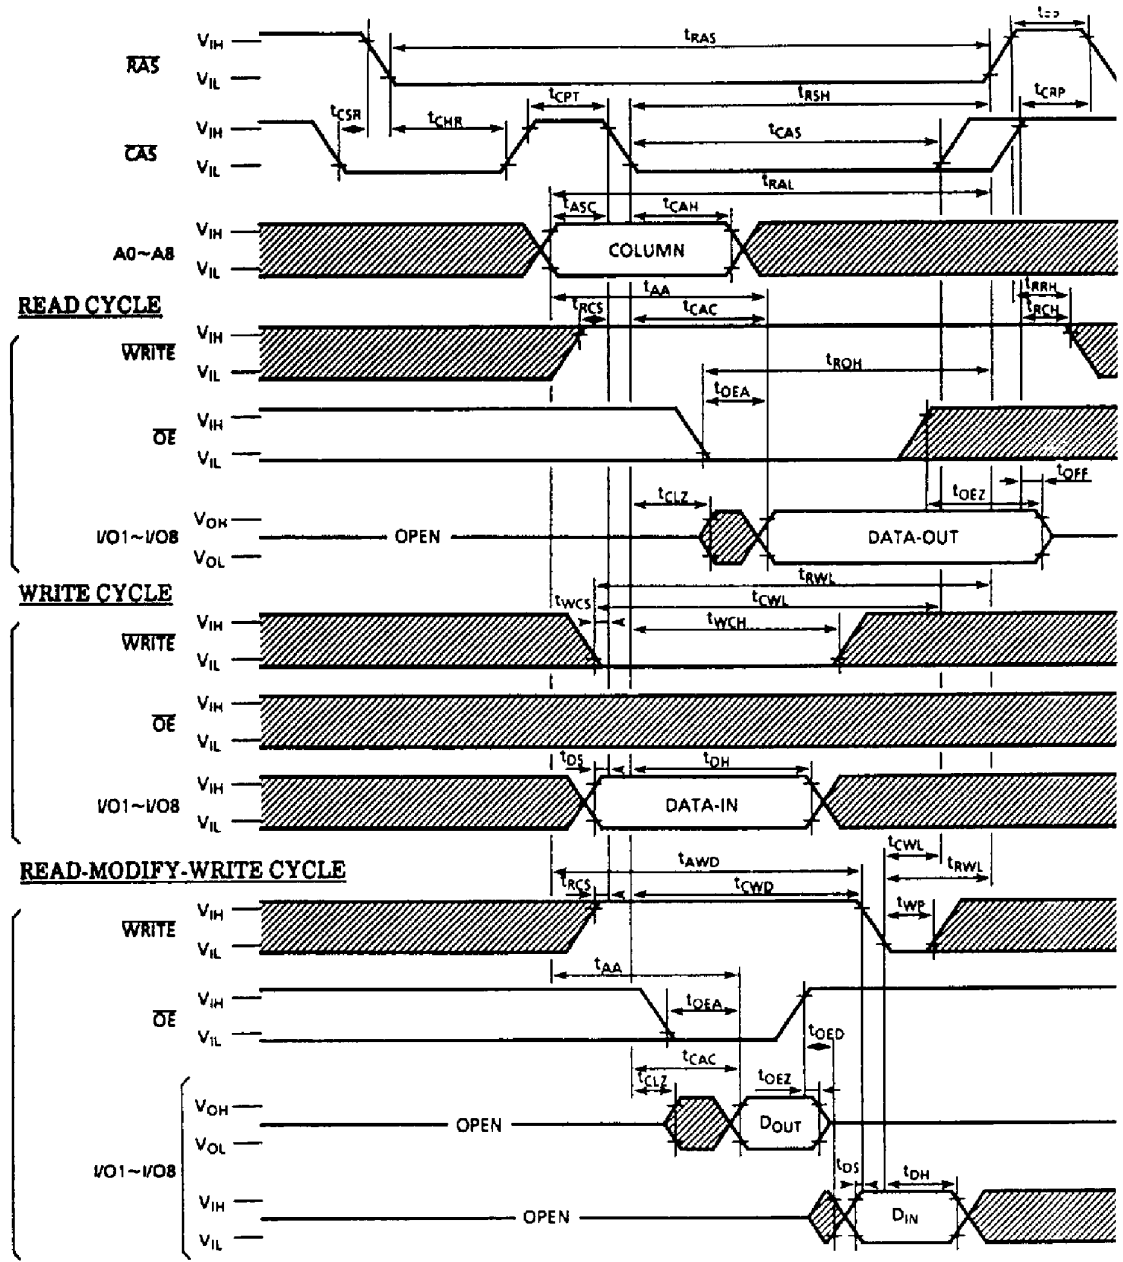 tRP
VIH
tRAS
RAS
VIL
tCPT
tRSH
tCRP
tCSR
tCHR
VIH
tCAS
CAS
VIL
tRAL
tASC
tCAH
VIH
A0~A8
COLUMN
VIL
tAA
tRRH
READ CYCLE
tRCS
tCAC
tRCH
VIH
WRITE
VIL
tROH
tOEA
VIH
OE
VIL
tOFF
tCLZ
tOEZ
VOH
I/O1~I/O8
OPEN
DATA-OUT
VOL
tRWL
WRITE CYCLE
tWCS
tCWL
VIH
tWCH
WRITE
VIL
VIH
OE
VIL
tDS
tDH
VIH
I/O1~I/O8
DATA-IN
VIL
tCWL
READ-MODIFY-WRITE CYCLE
tAWD
tRWL
tRCS
tCWD
VIH
tWP
WRITE
VIL
tAA
VIH
tOEA
OE
VIL
tOED
tCAC
tCLZ
tOEZ
VOH
OPEN
DOUT
VOL
I/O1~I/O8
tDS
tDH
VIH
OPEN
DIN
VIL